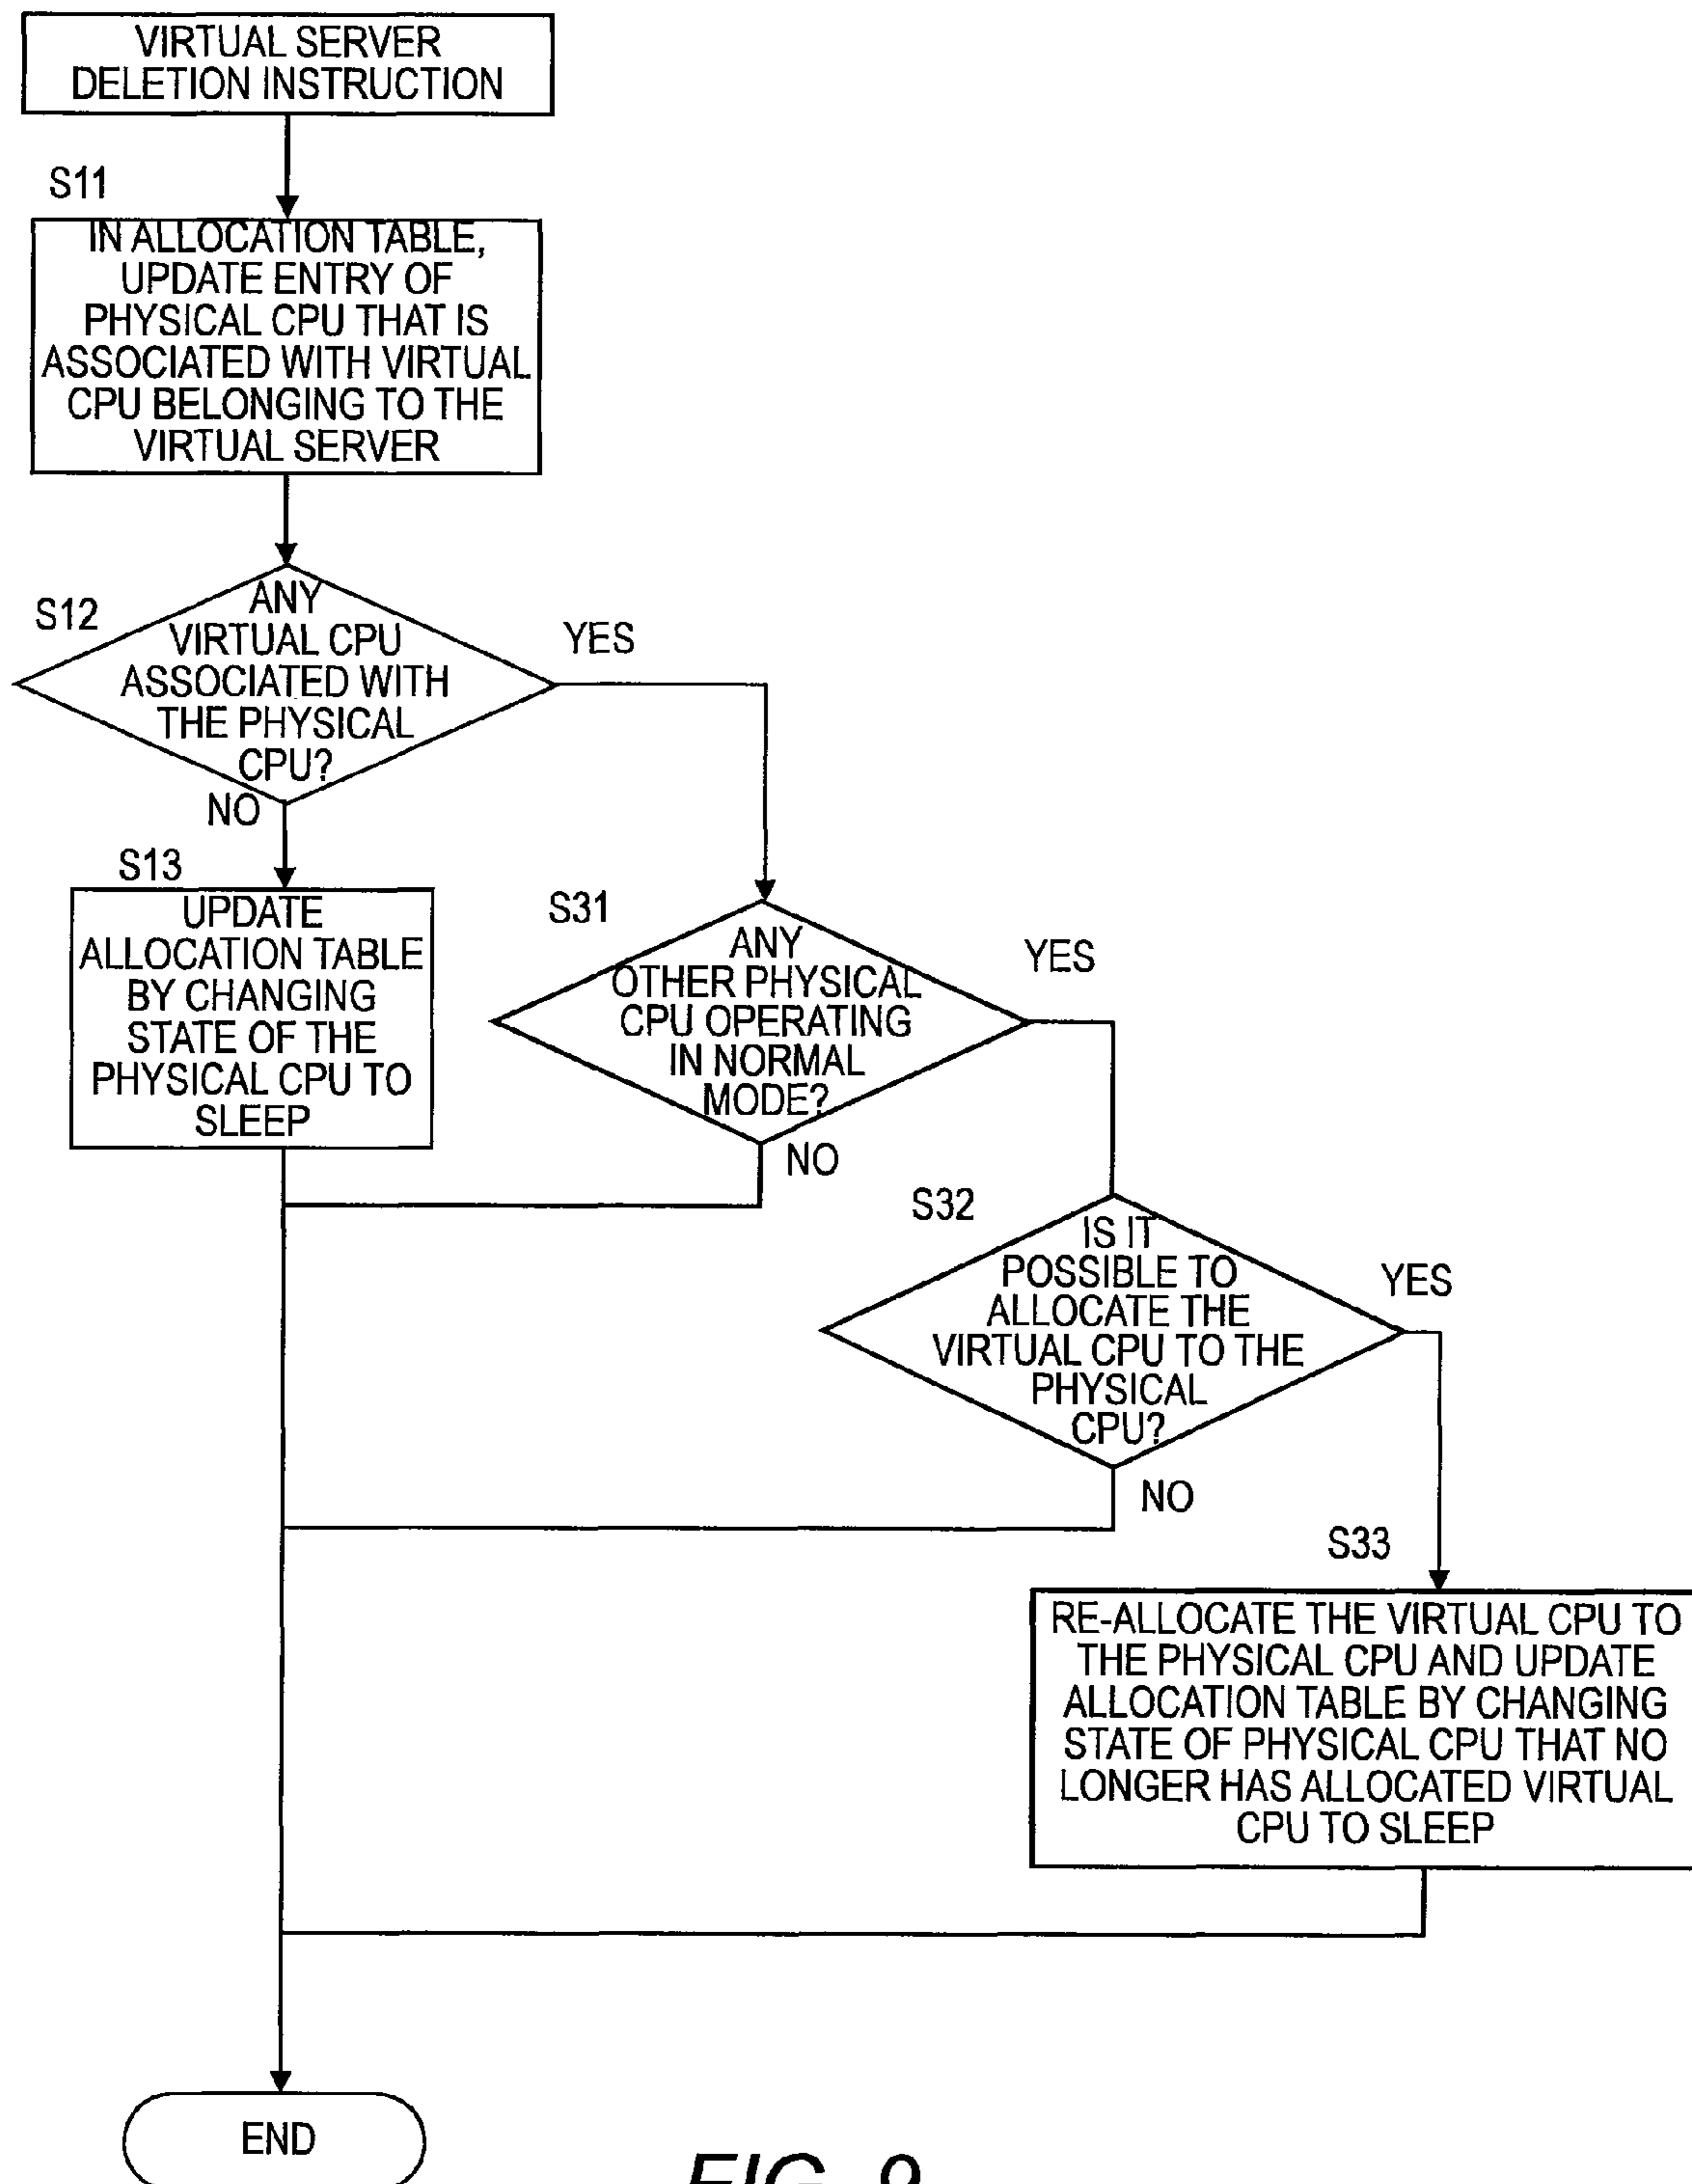 VIRTUAL SERVER
DELETION INSTRUCTION
S11
IN ALLOCATION TABLE,
UPDATE ENTRY OF
PHYSICAL CPU THAT IS
ASSOCIATED WITH VIRTUAL
CPU BELONGING TO THE
VIRTUAL SERVER
S12
ANY
VIRTUAL CPU
ASSOCIATED WITH
THE PHYSICAL
CPU?
YES
NO
S13
UPDATE
ALLOCATION TABLE
BY CHANGING
STATE OF THE
PHYSICAL CPU TO
SLEEP
S31
ANY
OTHER PHYSICAL
CPU OPERATING
IN NORMAL
MODE?
YES
NO
S32
IS IT
POSSIBLE TO
ALLOCATE THE
VIRTUAL CPU TO THE
PHYSICAL
CPU?
YES
NO
S33
RE-ALLOCATE THE VIRTUAL CPU TO
THE PHYSICAL CPU AND UPDATE
ALLOCATION TABLE BY CHANGING
STATE OF PHYSICAL CPU THAT NO
LONGER HAS ALLOCATED VIRTUAL
CPU TO SLEEP
END
FIG. 9